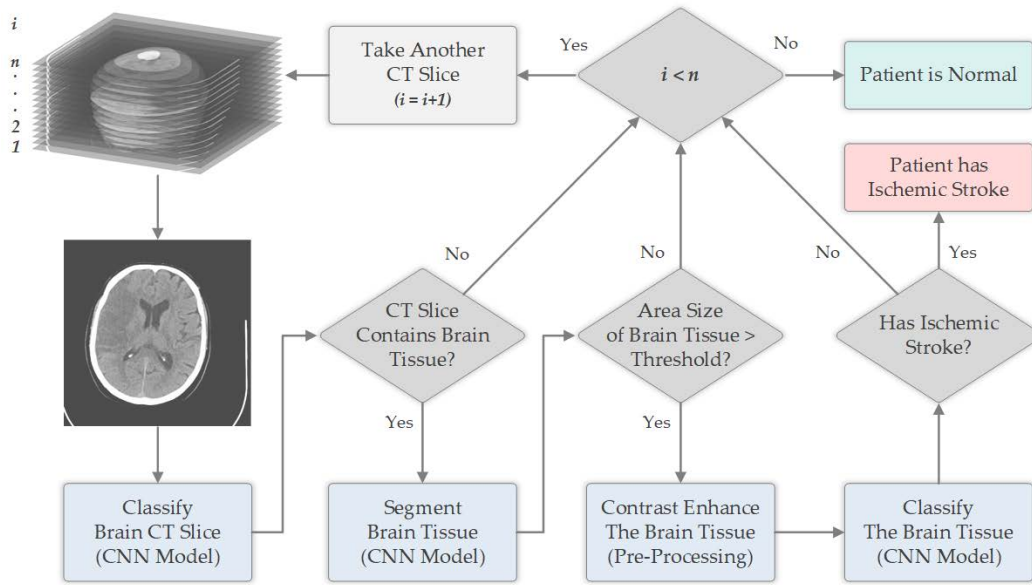 i
n
.
.
.
2
1
Take Another
CT Slice
(i = i+1)
Yes
i < n
No
Patient is Normal
Patient has
Ischemic Stroke
No
No
No
Yes
CT Slice
Contains Brain
Tissue?
Area Size
of Brain Tissue >
Threshold?
Has Ischemic
Stroke?
Yes
Yes
Classify
Brain CT Slice
(CNN Model)
Segment
Brain Tissue
(CNN Model)
Contrast Enhance
The Brain Tissue
(Pre-Processing)
Classify
The Brain Tissue
(CNN Model)